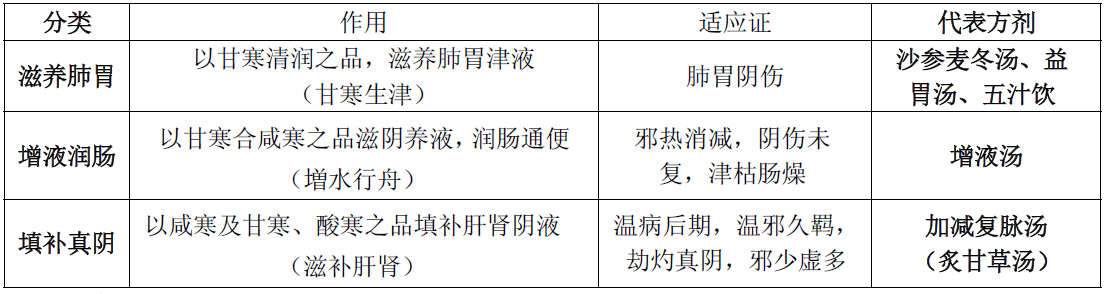 分类 作用 适应证 代表方剂
滋养肺胃 以甘寒清润之品，滋养肺胃津液 肺胃阴伤 沙参麦冬汤、益
（甘寒生津） 胃汤、五汁饮
增液润肠 以甘寒合咸寒之品滋阴养液，润肠通便 邪热消减，阴伤未 增液汤
（增水行舟） 复，津枯肠燥
填补真阴 以咸寒及甘寒、酸寒之品填补肝肾阴液 温病后期，温邪久羁， 加减复脉汤
（滋补肝肾） 劫灼真阴，邪少虚多 （炙甘草汤）